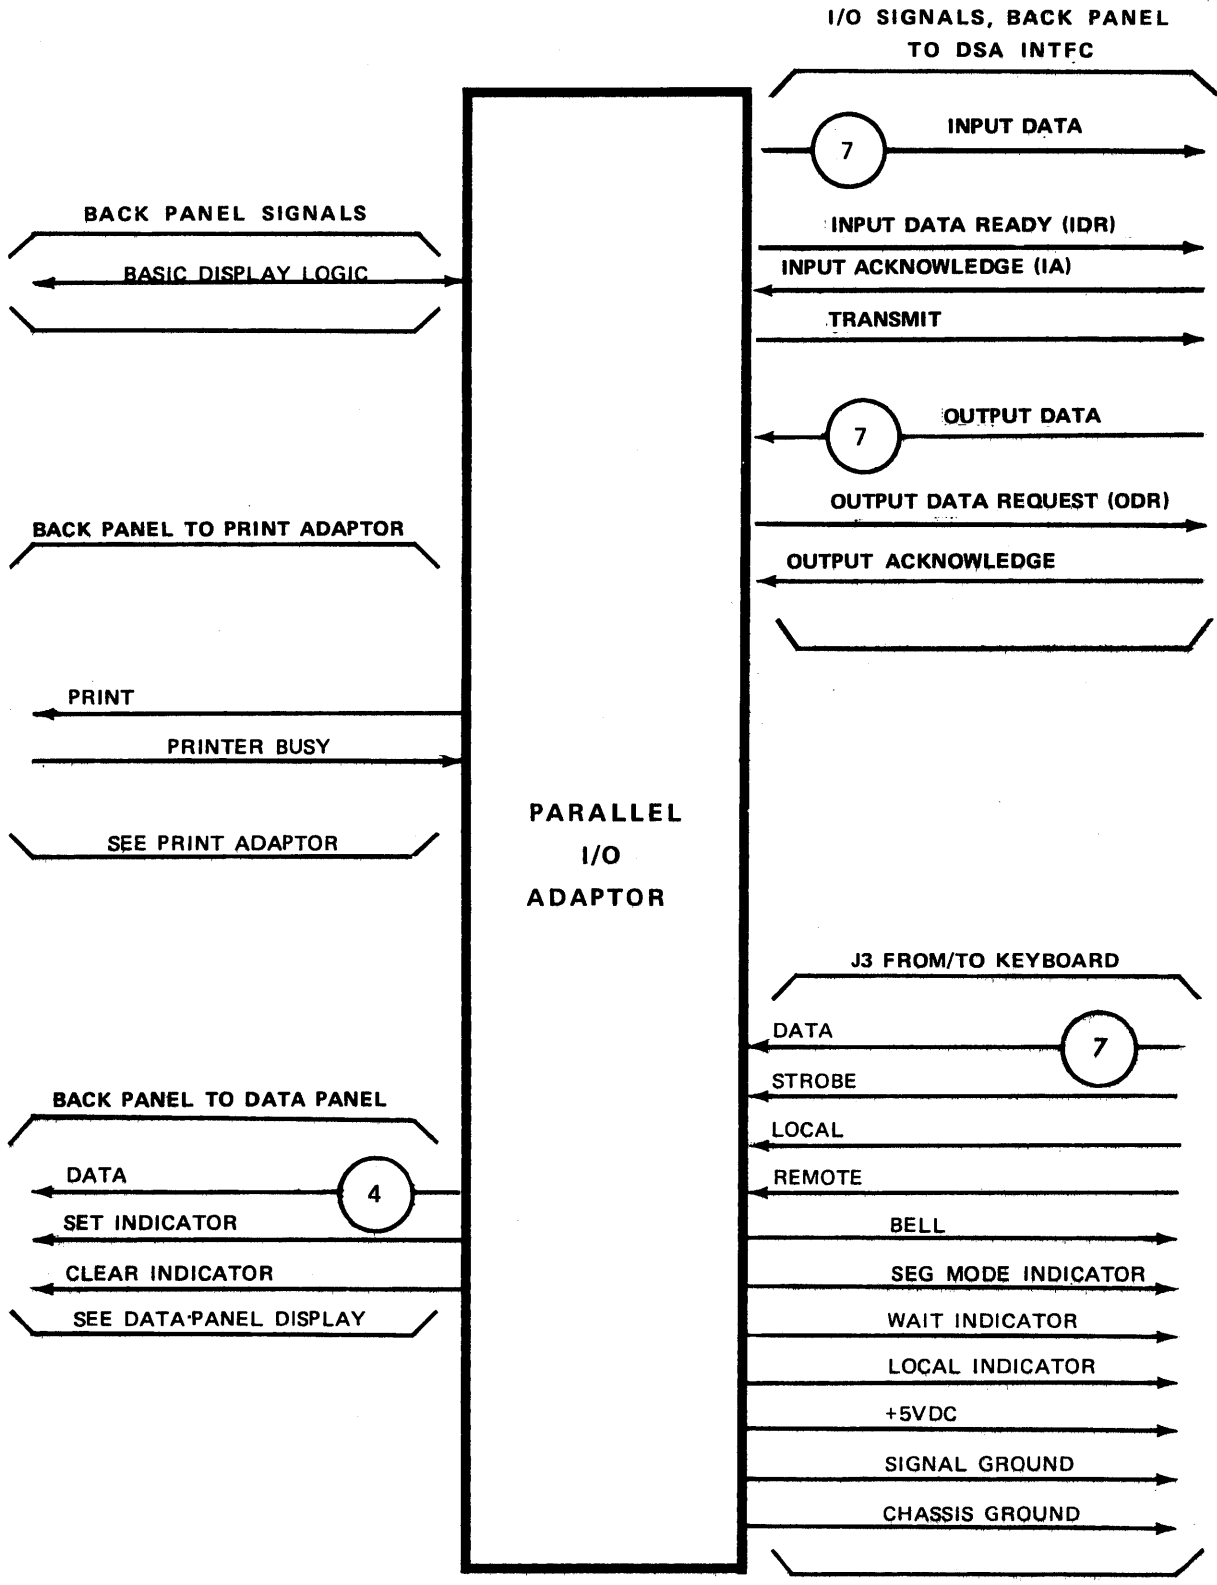 I/O SIGNALS, BACK PANEL
TO DSA INTFC
7
INPUT DATA
INPUT DATA READY (IDR)
INPUT ACKNOWLEDGE (IA)
TRANSMIT
7
OUTPUT DATA
OUTPUT DATA REQUEST (ODR)
OUTPUT ACKNOWLEDGE
BACK PANEL SIGNALS
BASIC DISPLAY LOGIC
BACK PANEL TO PRINT ADAPTOR
PRINT
PRINTER BUSY
SEE PRINT ADAPTOR
PARALLEL
I/O
ADAPTOR
BACK PANEL TO DATA PANEL
DATA
4
SET INDICATOR
CLEAR INDICATOR
SEE DATA PANEL DISPLAY
J3 FROM/TO KEYBOARD
DATA
7
STROBE
LOCAL
REMOTE
BELL
SEG MODE INDICATOR
WAIT INDICATOR
LOCAL INDICATOR
+5VDC
SIGNAL GROUND
CHASSIS GROUND